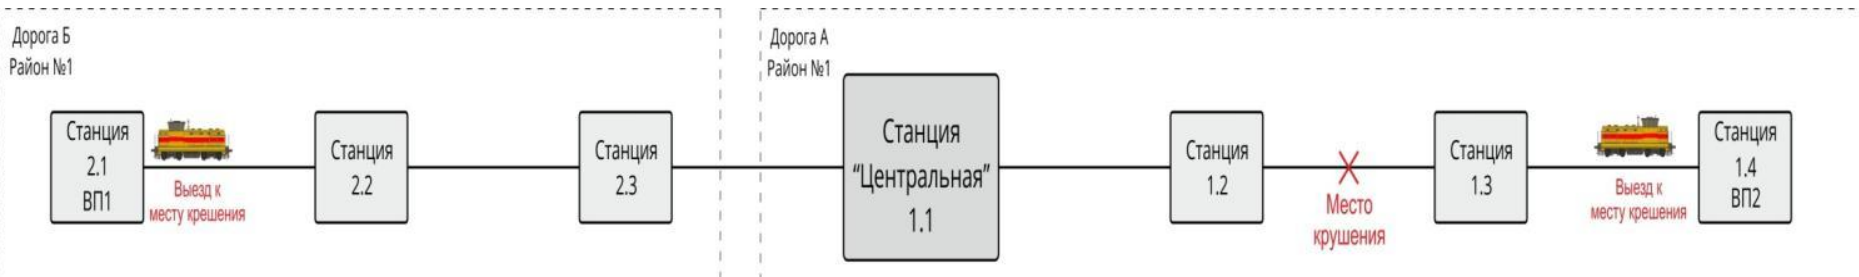 Дорога Б
Район №1
Станция
2.1
ВП1
Выезд к
месту крешения
Станция
2.2
Станция
2.3
Дорога А
Район №1
Станция
“Центральная”
1.1
Станция
1.2
Место
крушения
Станция
1.3
Выезд к
месту крешения
Станция
1.4
ВП2